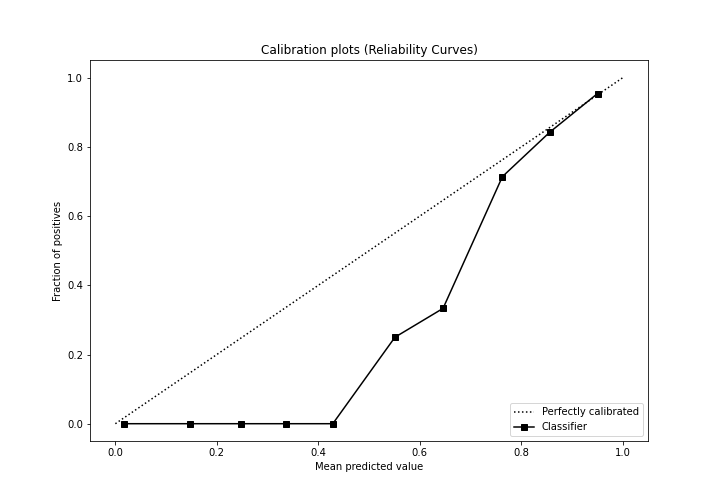 Calibration plots (Reliability Curves)
Fraction of positives
1.0
0.8
0.6
0.4
0.2
0.0
0.0 0.2 0.4 0.6 0.8 1.0
Mean predicted value
Perfectly calibrated
Classifier